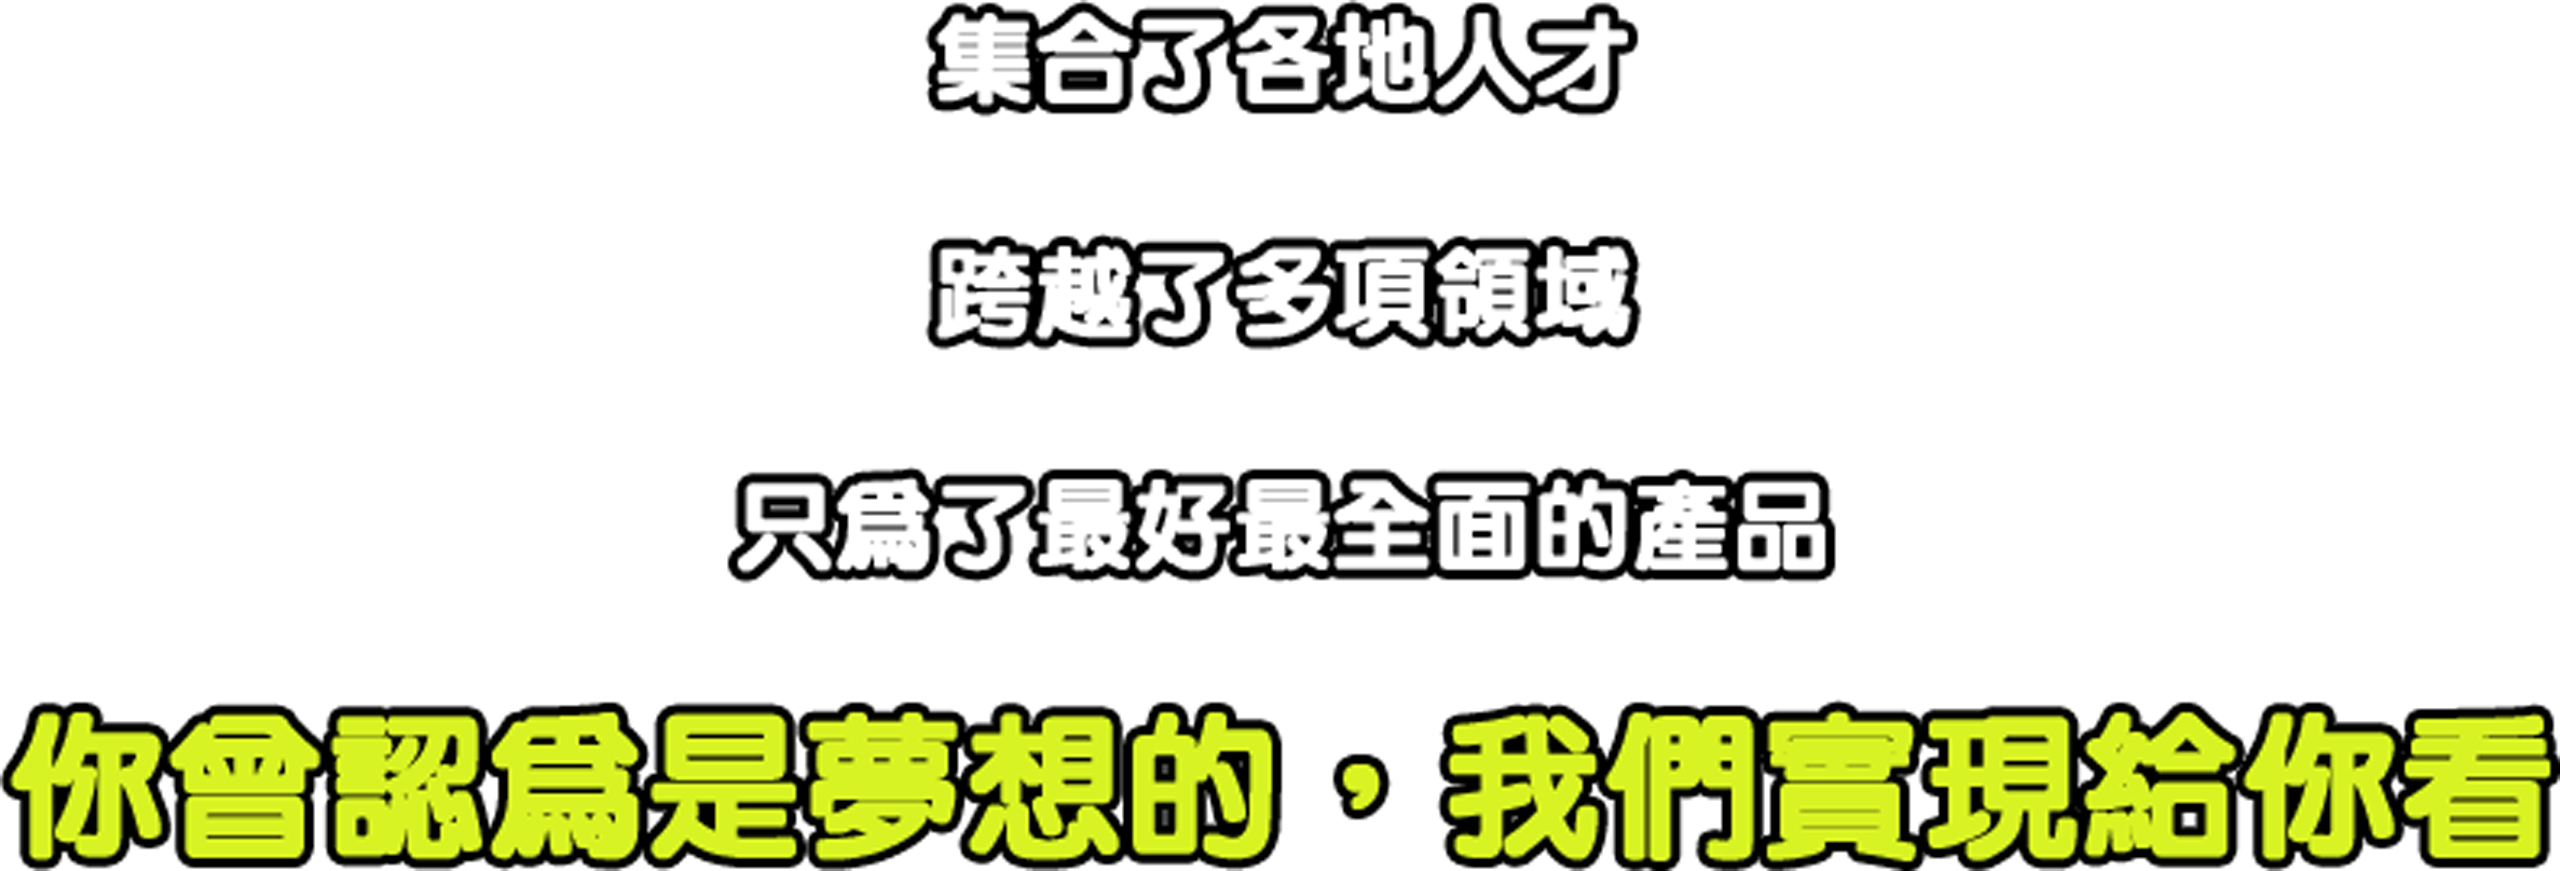 集合了各地人才
跨越了多項領域
只爲了最好最全面的產品
你曾認爲是夢想的，我們實現給你看